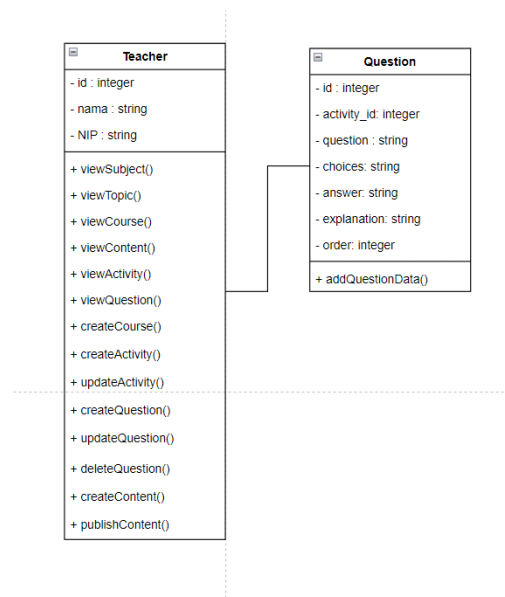 Teacher
- id : integer
- nama : string
- NIP : string
+ viewSubject()
+ viewTopic()
+ viewCourse()
+ viewContent()
+ viewActivity()
+ viewQuestion()
+ createCourse()
+ createActivity()
+ updateActivity()
+ createQuestion()
+ updateQuestion()
+ deleteQuestion()
+ createContent()
+ publishContent()
Question
- id : integer
- activity_id: integer
- question : string
- choices: string
- answer: string
- explanation: string
- order: integer
+ addQuestionData()